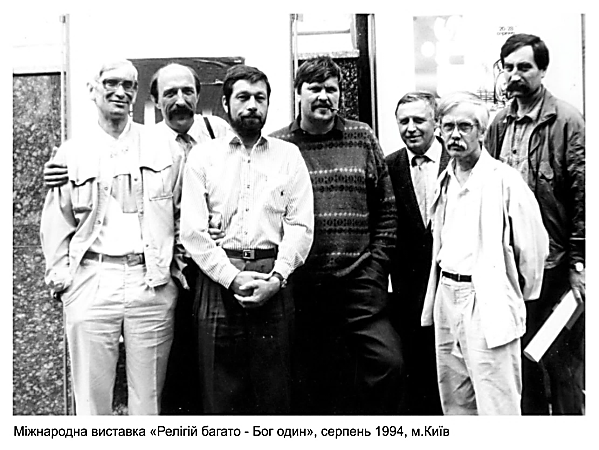 Міжнародна виставка «Релігій багато - Бог один», серпень 1994, м.Київ